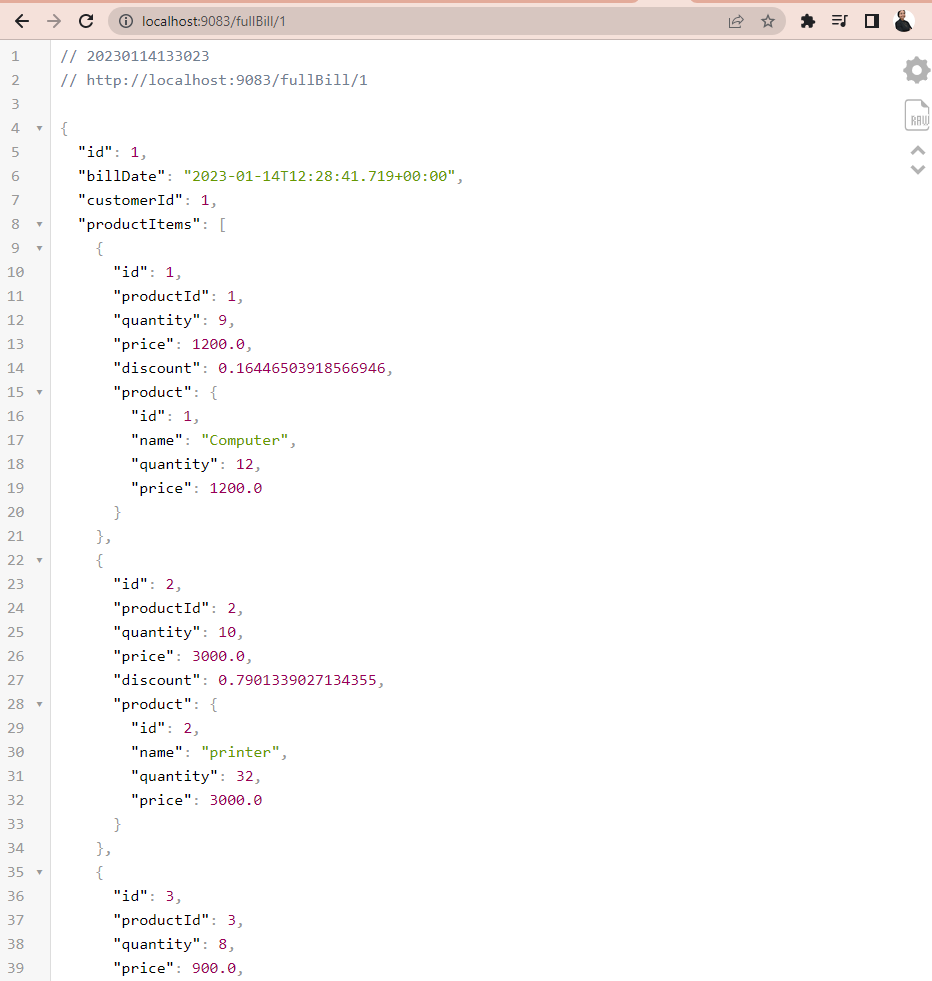 localhost:9083/fullBill/1
1 // 20230114133023
2 // http://localhost:9083/fullBill/1
3
4 {
5 "id": 1,
6 "billDate": "2023-01-14T12:28:41.719+00:00",
7 "customerId": 1,
8 "productItems": [
9 {
10 "id": 1,
11 "productId": 1,
12 "quantity": 9,
13 "price": 1200.0,
14 "discount": 0.16446503918566946,
15 "product": {
16 "id": 1,
17 "name": "Computer",
18 "quantity": 12,
19 "price": 1200.0
20 }
21 },
22 {
23 "id": 2,
24 "productId": 2,
25 "quantity": 10,
26 "price": 3000.0,
27 "discount": 0.7901339027134355,
28 "product": {
29 "id": 2,
30 "name": "printer",
31 "quantity": 32,
32 "price": 3000.0
33 }
34 },
35 {
36 "id": 3,
37 "productId": 3,
38 "quantity": 8,
39 "price": 900.0,
RAW